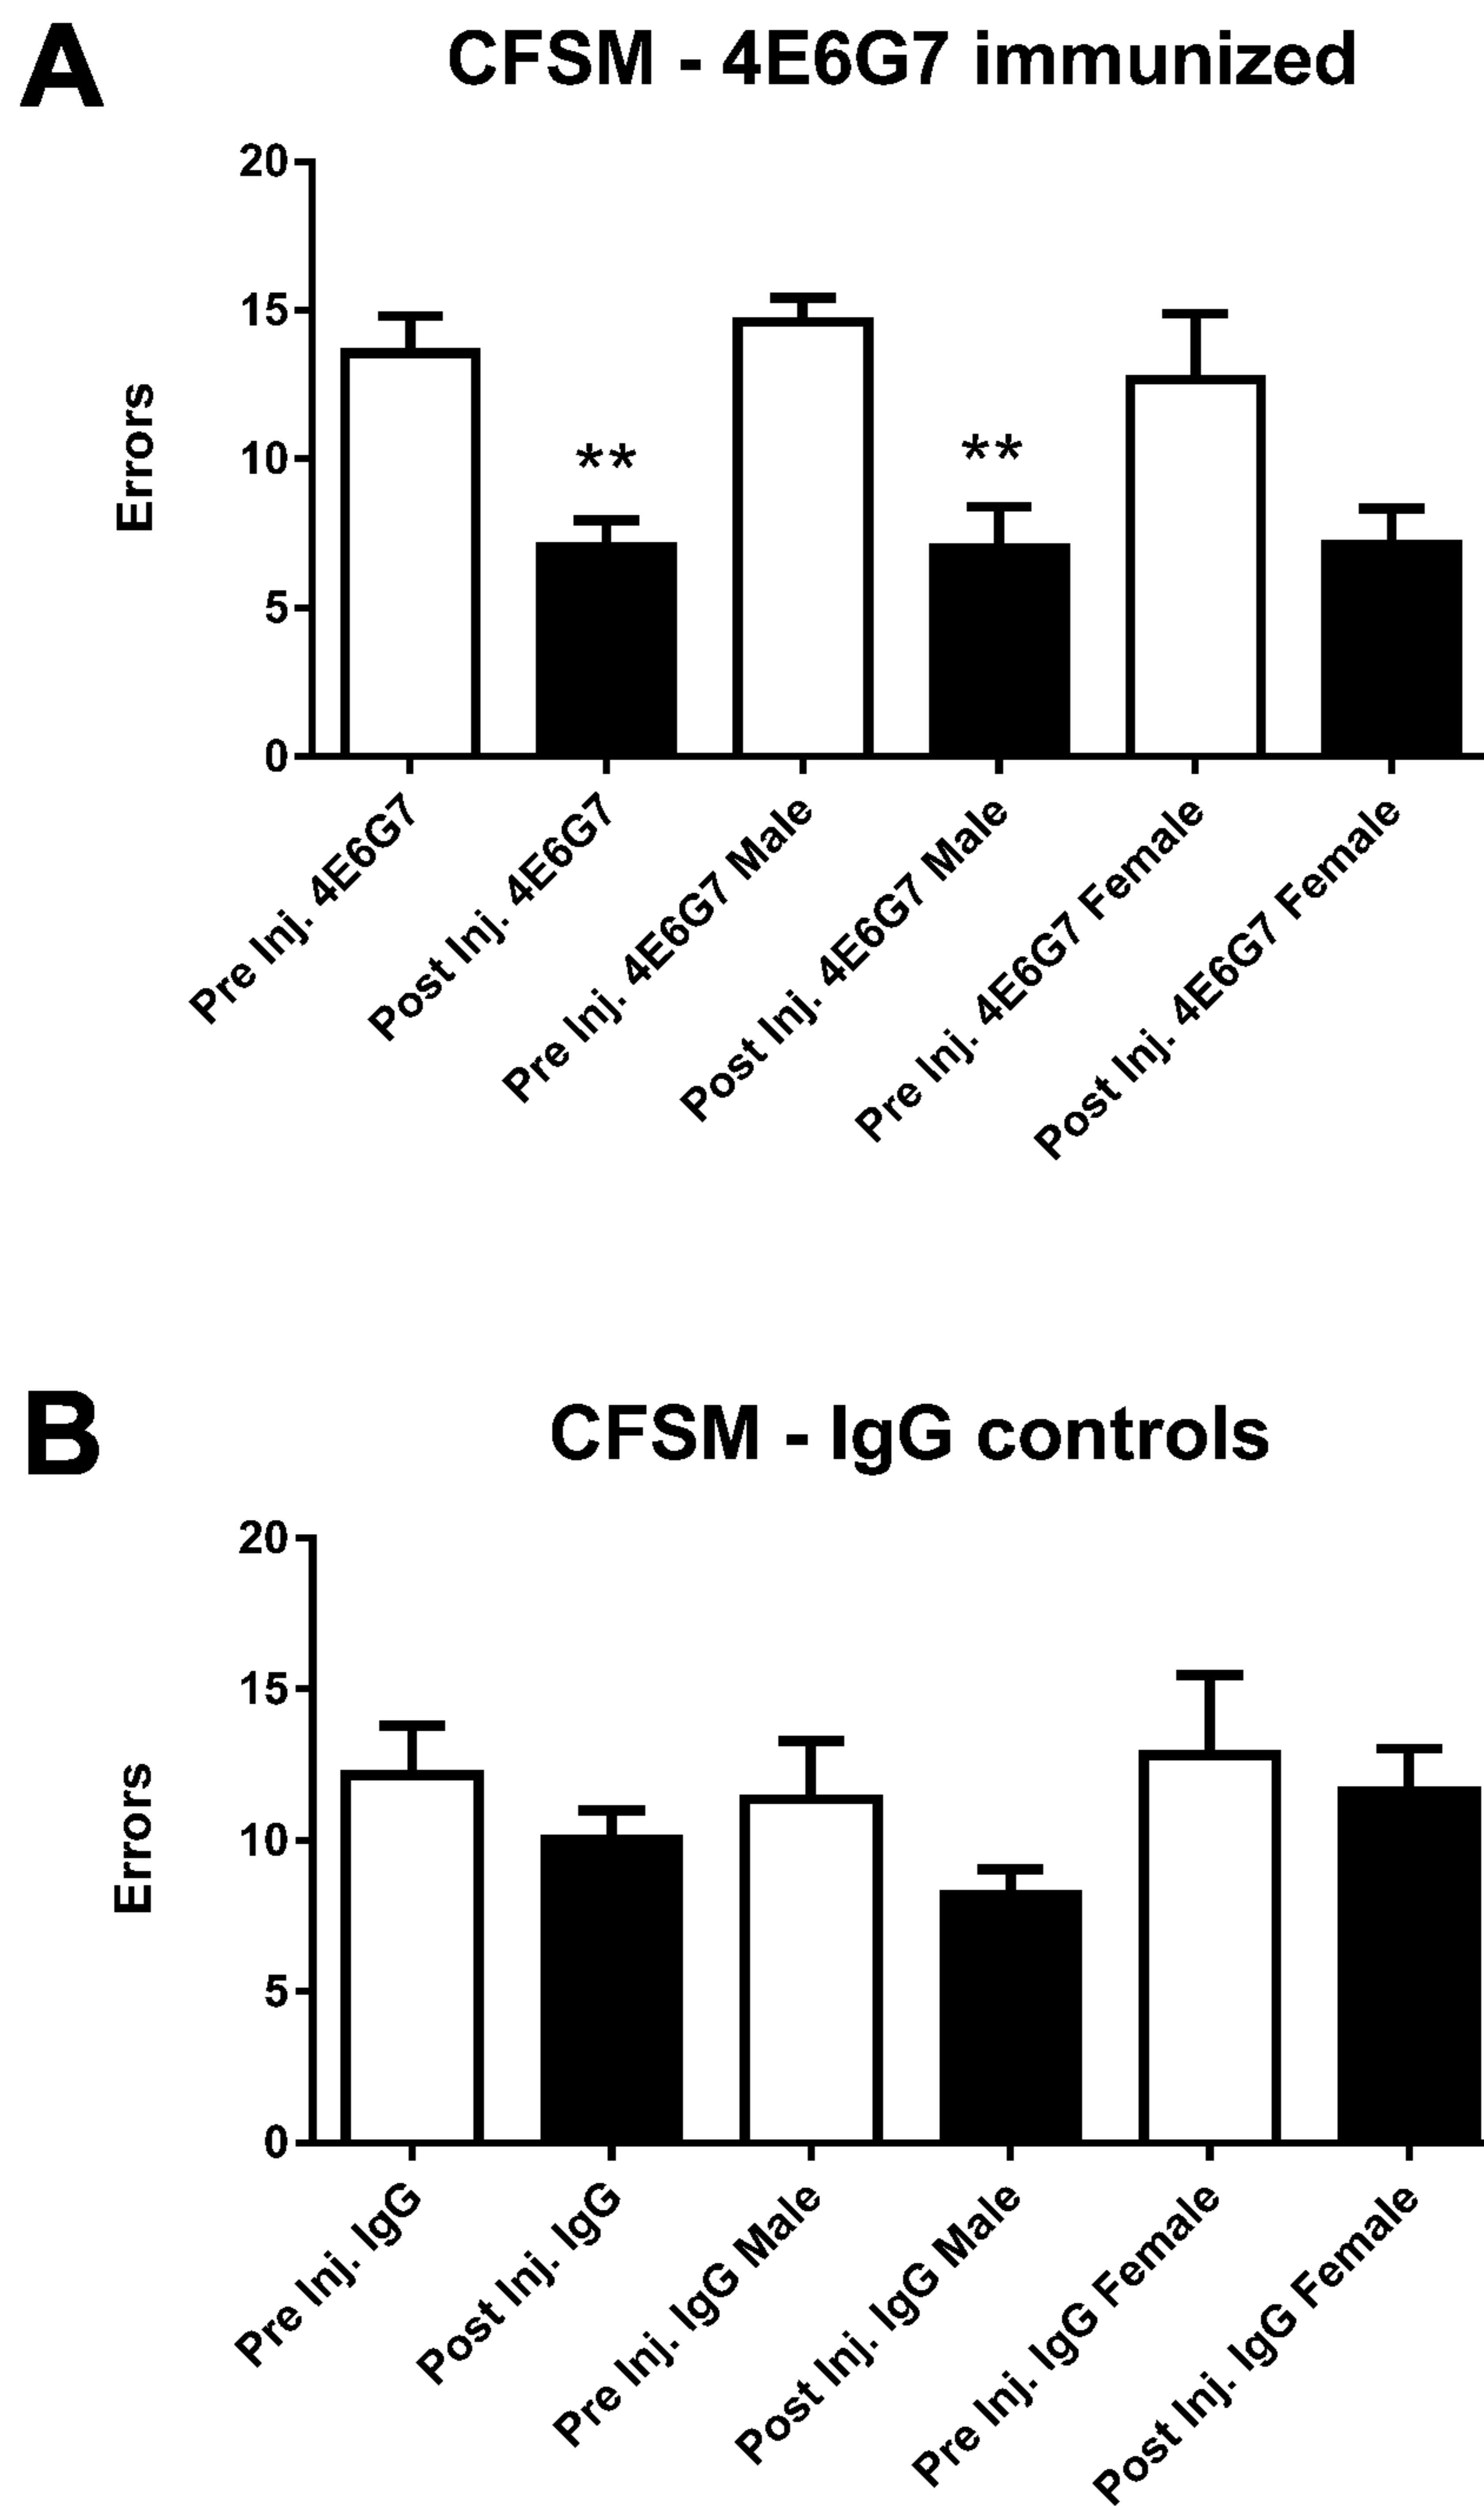 A
CFSM - 4E6G7 immunized
20
15
10
5
0
Errors
**
**
Pre Inj. 4E6G7
Post Inj. 4E6G7
Pre Inj. 4E6G7 Male
Post Inj. 4E6G7 Male
Pre Inj. 4E6G7 Female
Post Inj. 4E6G7 Female
B
CFSM - IgG controls
20
15
10
5
0
Errors
Pre Inj. IgG
Post Inj. IgG
Pre Inj. IgG Male
Post Inj. IgG Male
Pre Inj. IgG Female
Post Inj. IgG Female